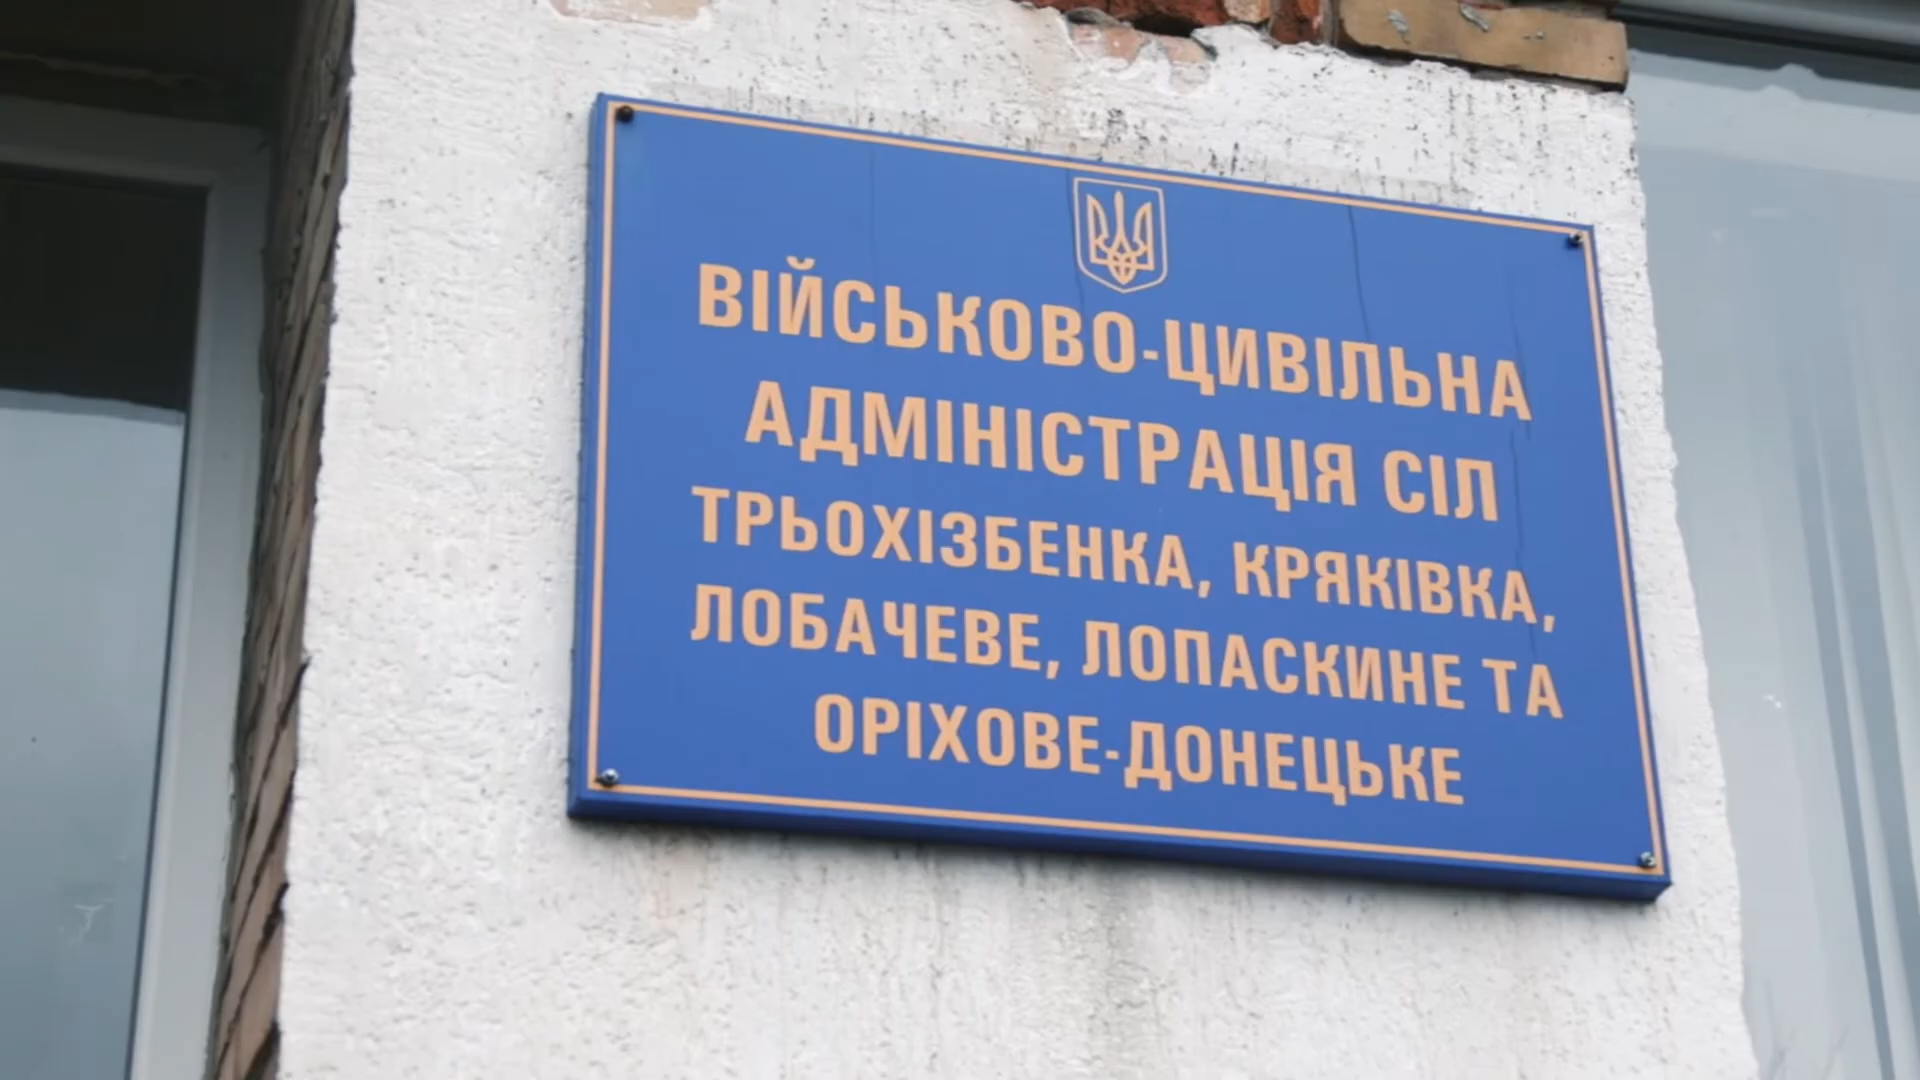 ВІЙСЬКОВО-ЦИВІЛЬНА
АДМІНІСТРАЦІЯ СІЛ
ТРЬОХІЗБЕНКА, КРЯКІВКА,
ЛОБАЧЕВЕ, ЛОПАСКИНЕ ТА
ОРІХОВЕ-ДОНЕЦЬКЕ